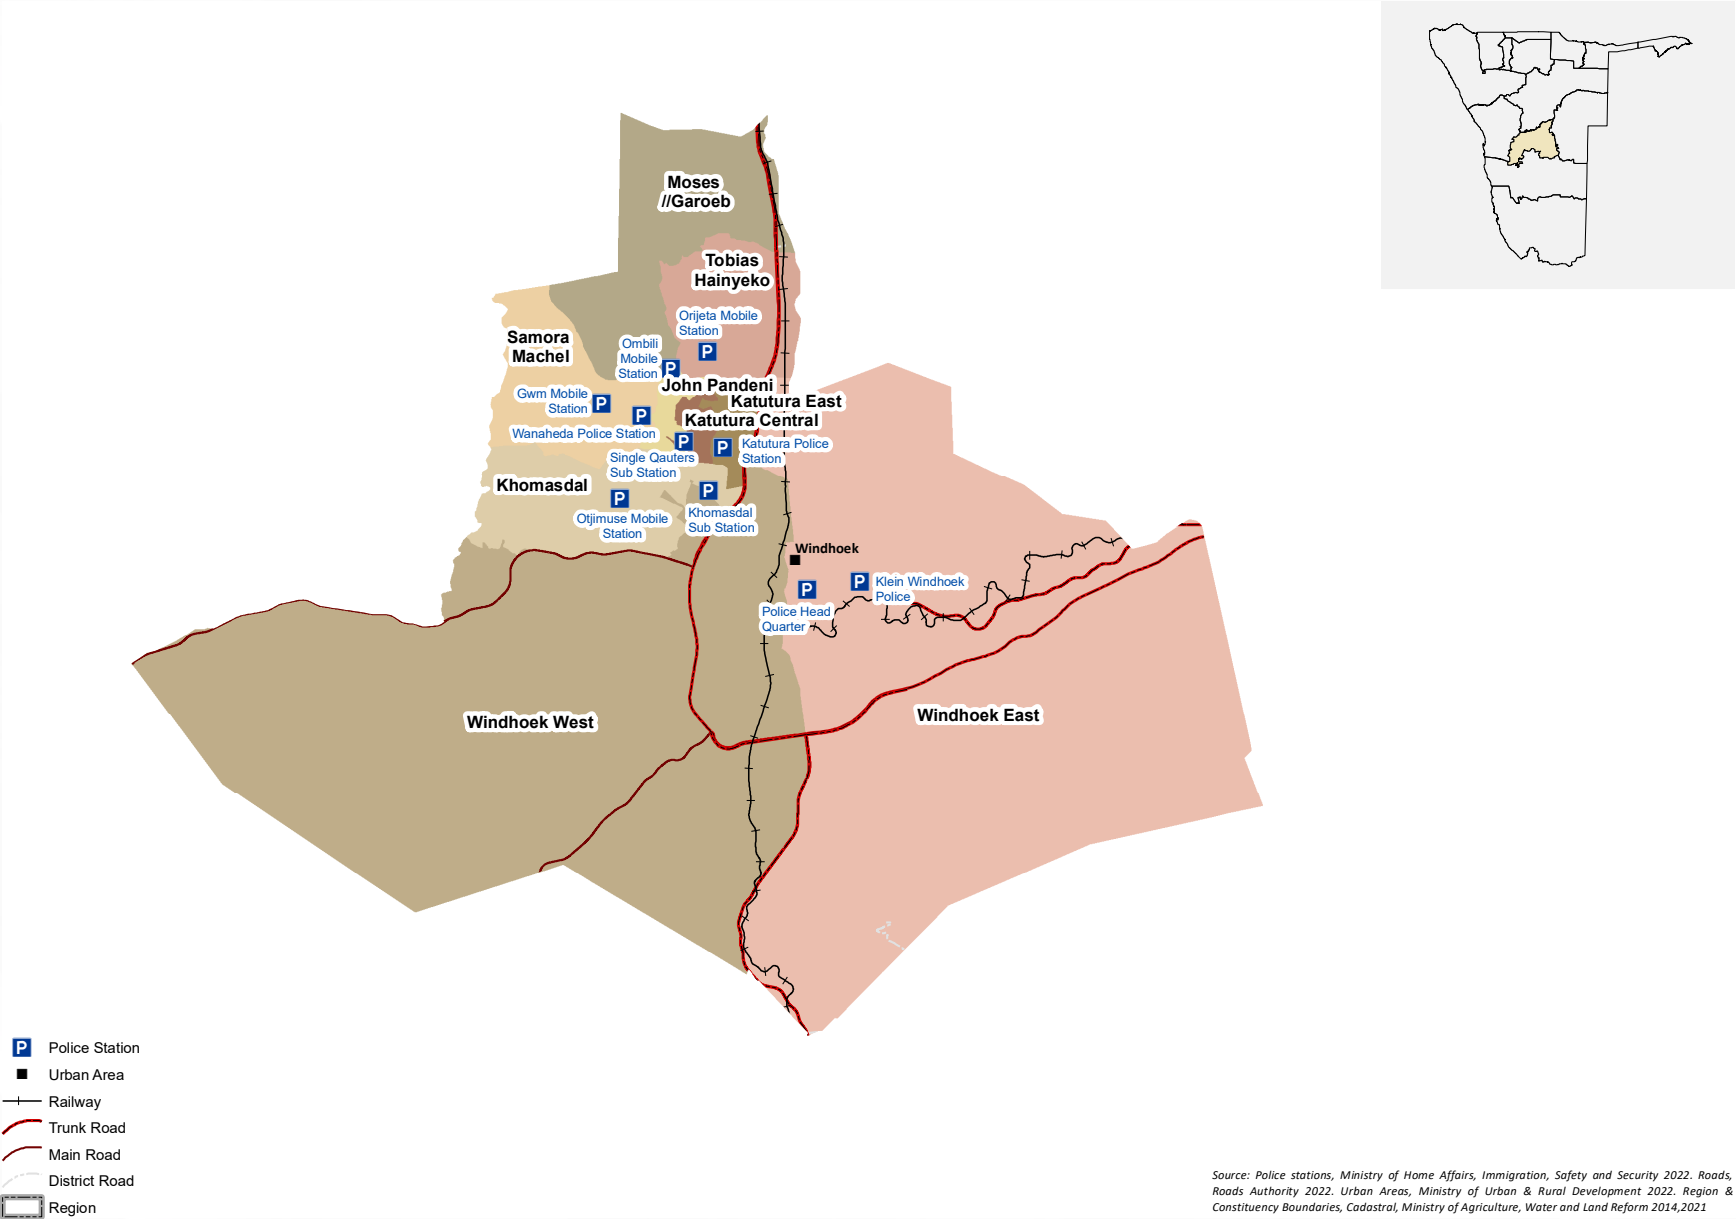 Moses
//Garoeb
Tobias
Hainyeko
Orijeta Mobile
Station
Samora
Machel
Ombili
Mobile
Station
P
P
John Pandeni
Gwm Mobile
Station
P
P
Katutura East
Katutura Central
Wanaheda Police Station
P
P
Katutura Police
Station
Single Qauters
Sub Station
Khomasdal
P
P
Otjimuse Mobile
Station
Khomasdal
Sub Station
Windhoek
P
P
Klein Windhoek
Police
Police Head
Quarter
Windhoek West
Windhoek East
P Police Station
Urban Area
Railway
Trunk Road
Main Road
District Road
Region
Source: Police stations, Ministry of Home Affairs, Immigration, Safety and Security 2022. Roads,
Roads Authority 2022. Urban Areas, Ministry of Urban & Rural Development 2022. Region &
Constituency Boundaries, Cadastral, Ministry of Agriculture, Water and Land Reform 2014,2021